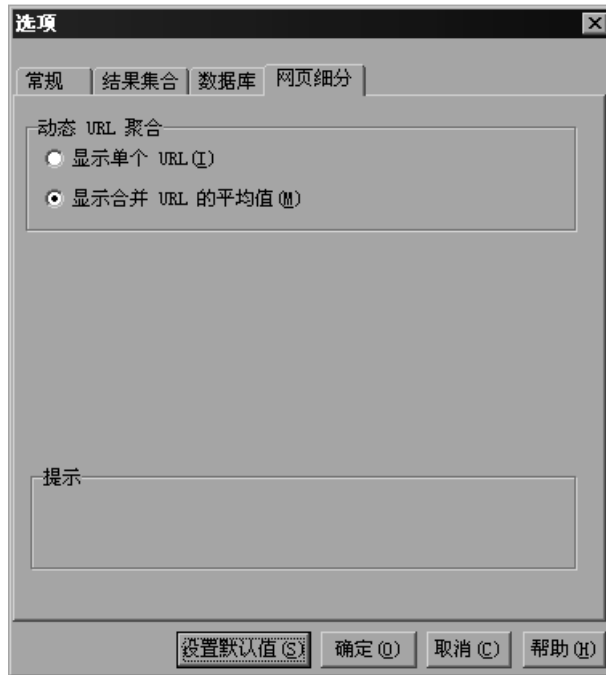 选项
常规 结果集合 数据库 网页细分
动态 URL 聚合
显示单个 URL(I)
显示合并 URL 的平均值(M)
提示
设置默认值(S) 确定(O) 取消(C) 帮助(H)